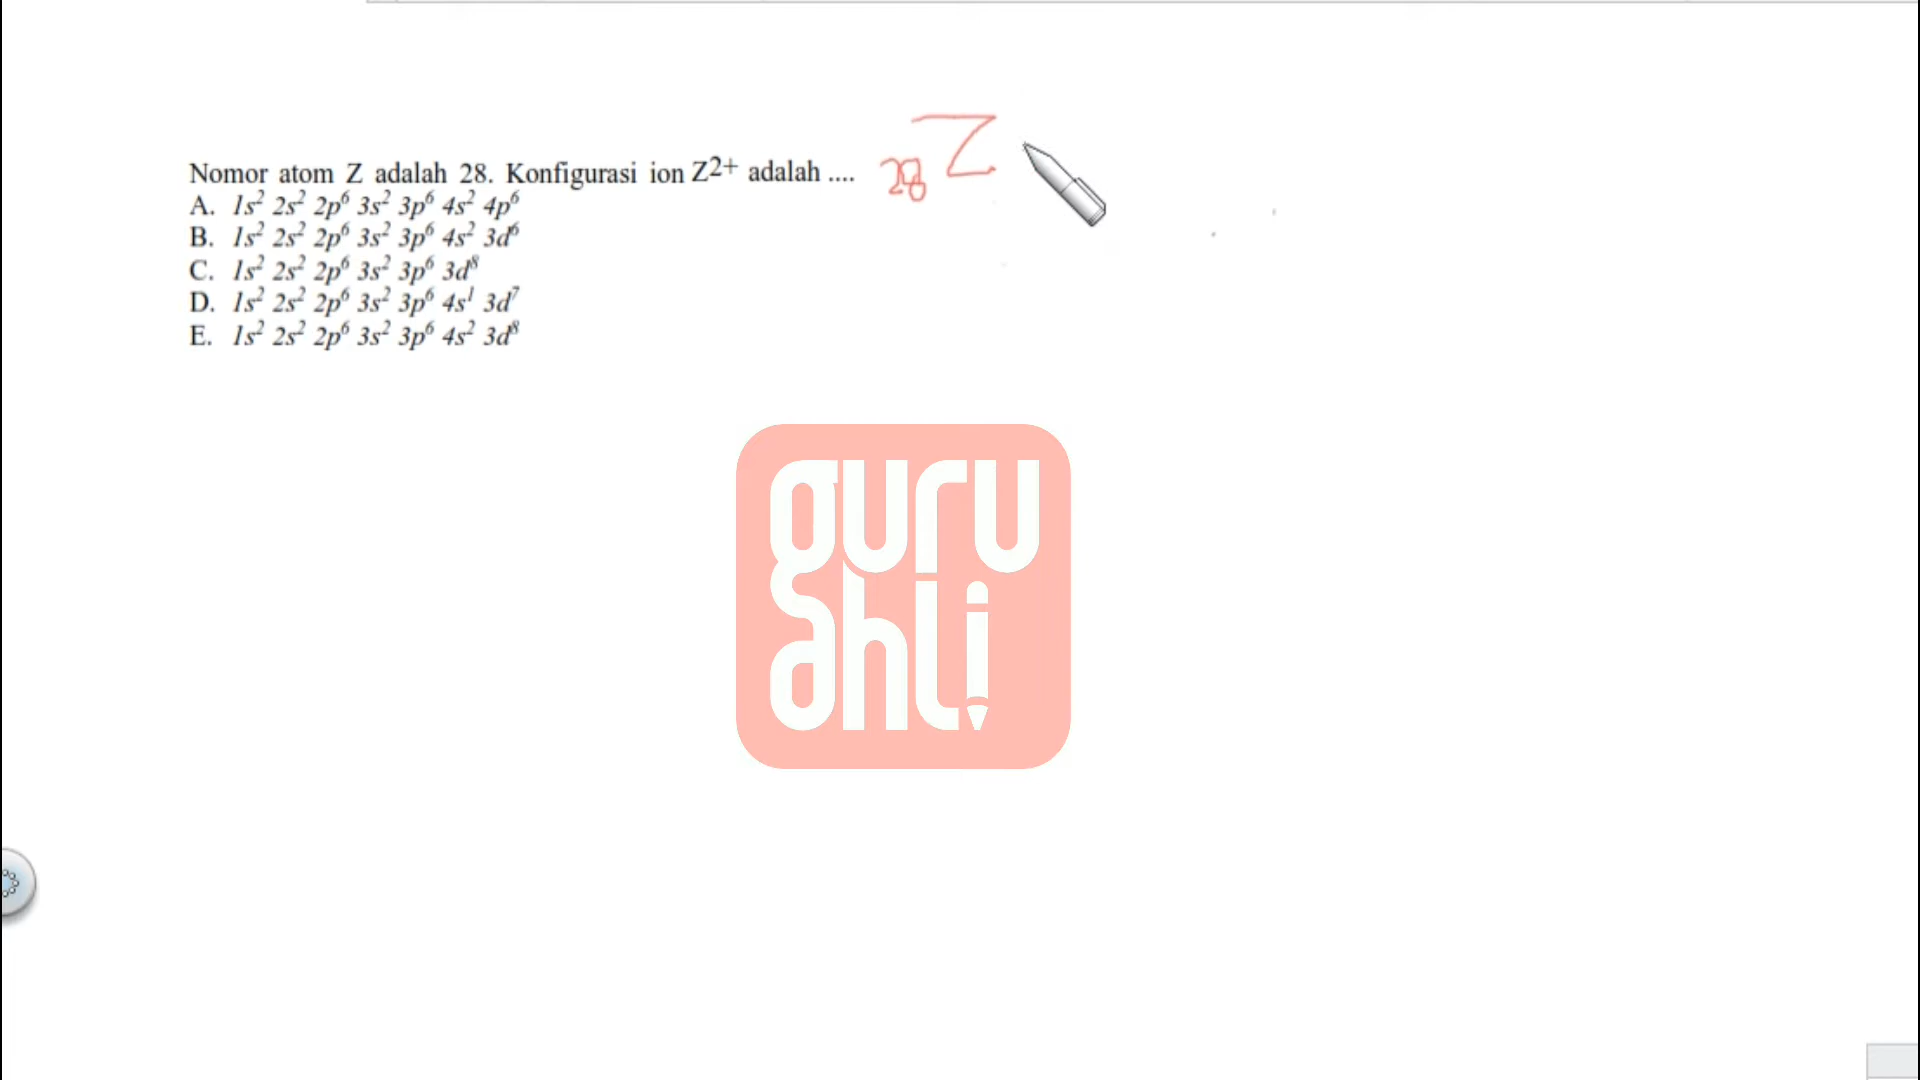 Nomor atom Z adalah 28. Konfigurasi ion Z2+ adalah ....
28 Z
A. 1s² 2s² 2p⁶ 3s² 3p⁶ 4s² 4p⁶
B. 1s² 2s² 2p⁶ 3s² 3p⁶ 4s² 3d⁶
C. 1s² 2s² 2p⁶ 3s² 3p⁶ 3d⁸
D. 1s² 2s² 2p⁶ 3s² 3p⁶ 4s¹ 3d⁷
E. 1s² 2s² 2p⁶ 3s² 3p⁶ 4s² 3d⁸
guru
ahli